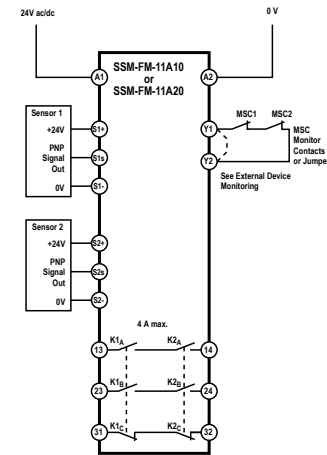 24V ac/dc
0 V
SSM-FM-11A10
or
SSM-FM-11A20
A1
A2
Sensor 1
+24V
PNP
Signal
Out
0V
S1+
S1s
S1-
Y1
Y2
MSC1
MSC2
MSC
Monitor
Contacts
or Jumpe
See External Device
Monitoring
Sensor 2
+24V
PNP
Signal
Out
0V
S2+
S2s
S2-
4 A max.
13
K1A
K2A
14
23
K1B
K2B
24
31
K1C
K2C
32